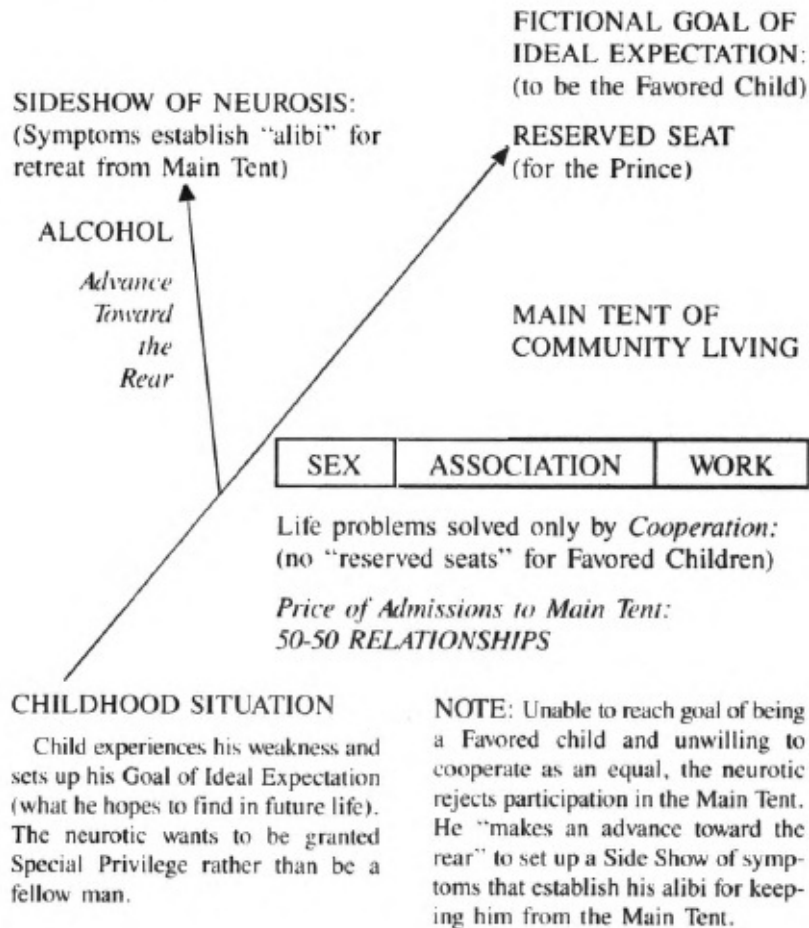 FICTIONAL GOAL OF
IDEAL EXPECTATION:
(to be the Favored Child)
RESERVED SEAT
(for the Prince)
SIDESHOW OF NEUROSIS:
(Symptoms establish “alibi” for
retreat from Main Tent)
ALCOHOL
Advance
Toward
the
Rear
MAIN TENT OF
COMMUNITY LIVING
SEX ASSOCIATION WORK
Life problems solved only by Cooperation:
(no “reserved seats” for Favored Children)
Price of Admissions to Main Tent:
50-50 RELATIONSHIPS
CHILDHOOD SITUATION
Child experiences his weakness and
sets up his Goal of Ideal Expectation
(what he hopes to find in future life).
The neurotic wants to be granted
Special Privilege rather than be a
fellow man.
NOTE: Unable to reach goal of being
a Favored child and unwilling to
cooperate as an equal, the neurotic
rejects participation in the Main Tent.
He “makes an advance toward the
rear” to set up a Side Show of symp-
toms that establish his alibi for keep-
ing him from the Main Tent.